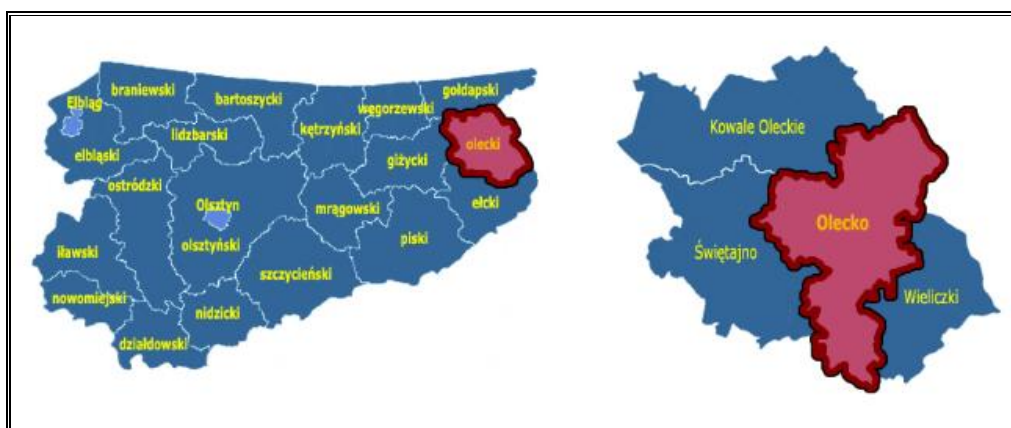 gołdapski
braniewski
bartoszycki
Elbląg
węgorzewski
kętrzyński
lidzbarski
olecki
elbląski
giżycki
ostródzki
Olsztyn
mrągowski
ełcki
piski
olsztyński
iławski
szczycieński
nowomiejski
nidzicki
działdowski
Kowale Oleckie
Olecko
Świętajno
Wieliczki